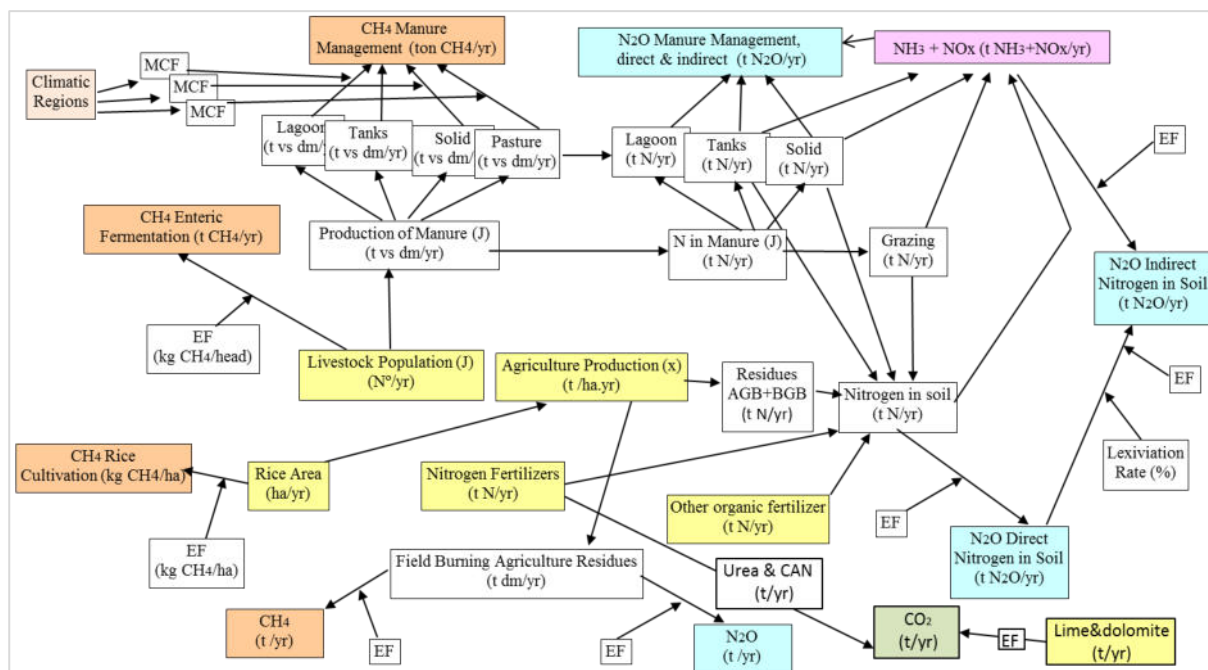 CH4 Manure
Management (ton CH4/yr)
N2O Manure Management,
direct & indirect (t N2O/yr)
NH3 + NOx (t NH3+NOx/yr)
Climatic
Regions
MCF
MCF
MCF
Lagoon
(t vs dm/yr)
Tanks
(t vs dm/yr)
Solid
(t vs dm/
Pasture
(t vs dm/yr)
Lagoon
(t N/yr)
Tanks
(t N/yr)
Solid
(t N/yr)
EF
CH4 Enteric
Fermentation (t CH4/yr)
Production of Manure (J)
(t vs dm/yr)
N in Manure (J)
(t N/yr)
Grazing
(t N/yr)
N2O Indirect
Nitrogen in Soil
(t N2O/yr)
EF
(kg CH4/head)
Livestock Population (J)
(Nº/yr)
Agriculture Production (x)
(t /ha.yr)
Residues
AGB+BGB
(t N/yr)
Nitrogen in soil
(t N/yr)
EF
CH4 Rice
Cultivation (kg CH4/ha)
Rice Area
(ha/yr)
Nitrogen Fertilizers
(t N/yr)
Other organic fertilizer
(t N/yr)
Lexiviation
Rate (%)
EF
EF
(kg CH4/ha)
Field Burning Agriculture Residues
(t dm/yr)
Urea & CAN
(t/yr)
N2O Direct
Nitrogen in Soil
(t N2O/yr)
CH4
(t /yr)
EF
EF
N2O
(t /yr)
CO2
(t/yr)
EF
Lime&dolomite
(t/yr)